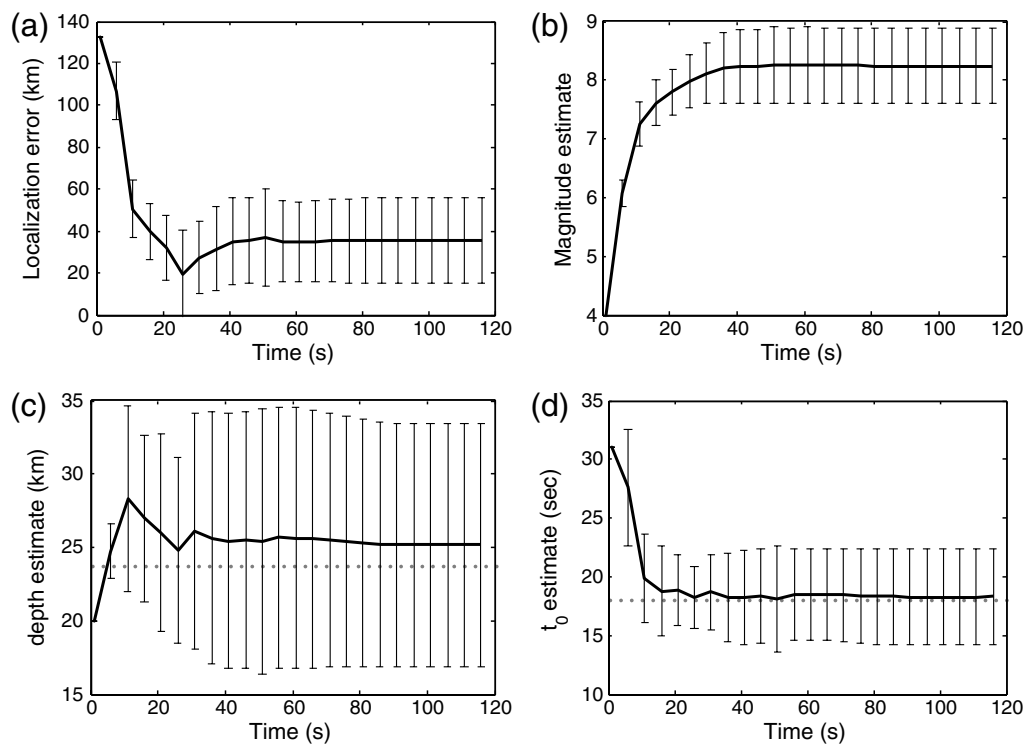 (a)
Localization error (km)
140
120
100
80
60
40
20
0
0 20 40 60 80 100 120
Time (s)
(b)
Magnitude estimate
9
8
7
6
5
4
0 20 40 60 80 100 120
Time (s)
(c)
depth estimate (km)
35
30
25
20
15
0 20 40 60 80 100 120
Time (s)
(d)
t0 estimate (sec)
35
30
25
20
15
10
0 20 40 60 80 100 120
Time (s)